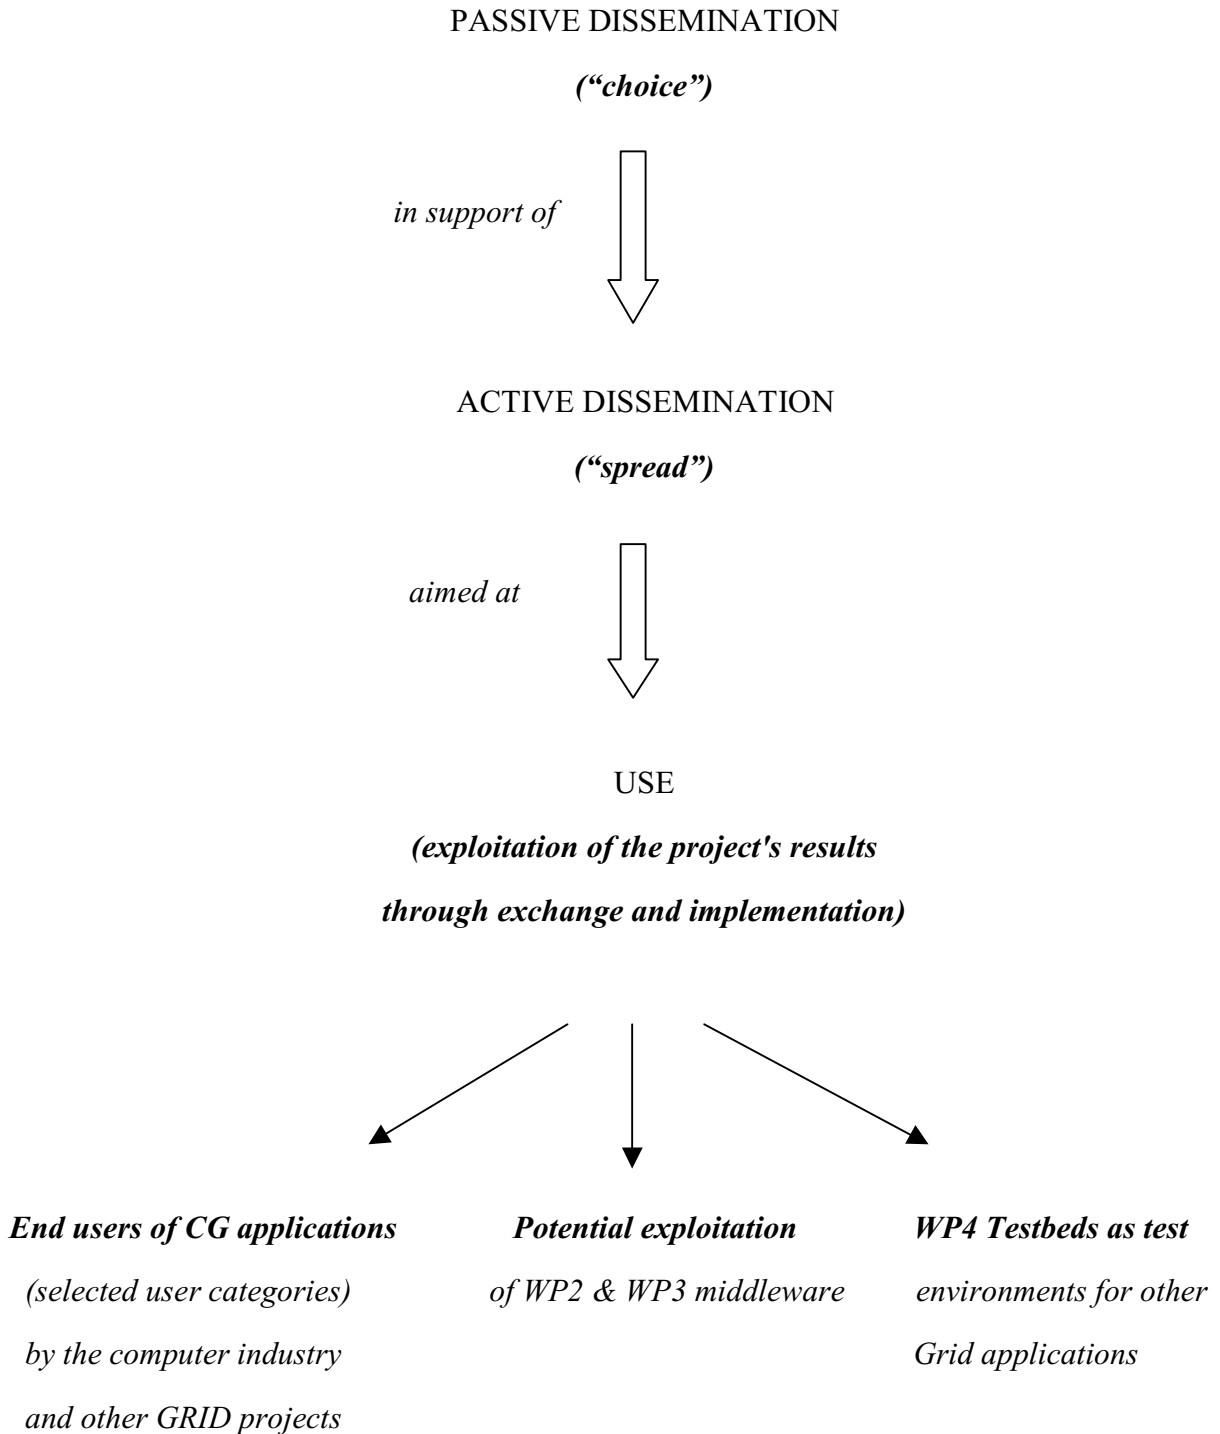 PASSIVE DISSEMINATION
(“choice”)
in support of
ACTIVE DISSEMINATION
(“spread”)
aimed at
USE
(exploitation of the project's results
through exchange and implementation)
End users of CG applications
(selected user categories)
by the computer industry
and other GRID projects
Potential exploitation
of WP2 & WP3 middleware
WP4 Testbeds as test
environments for other
Grid applications